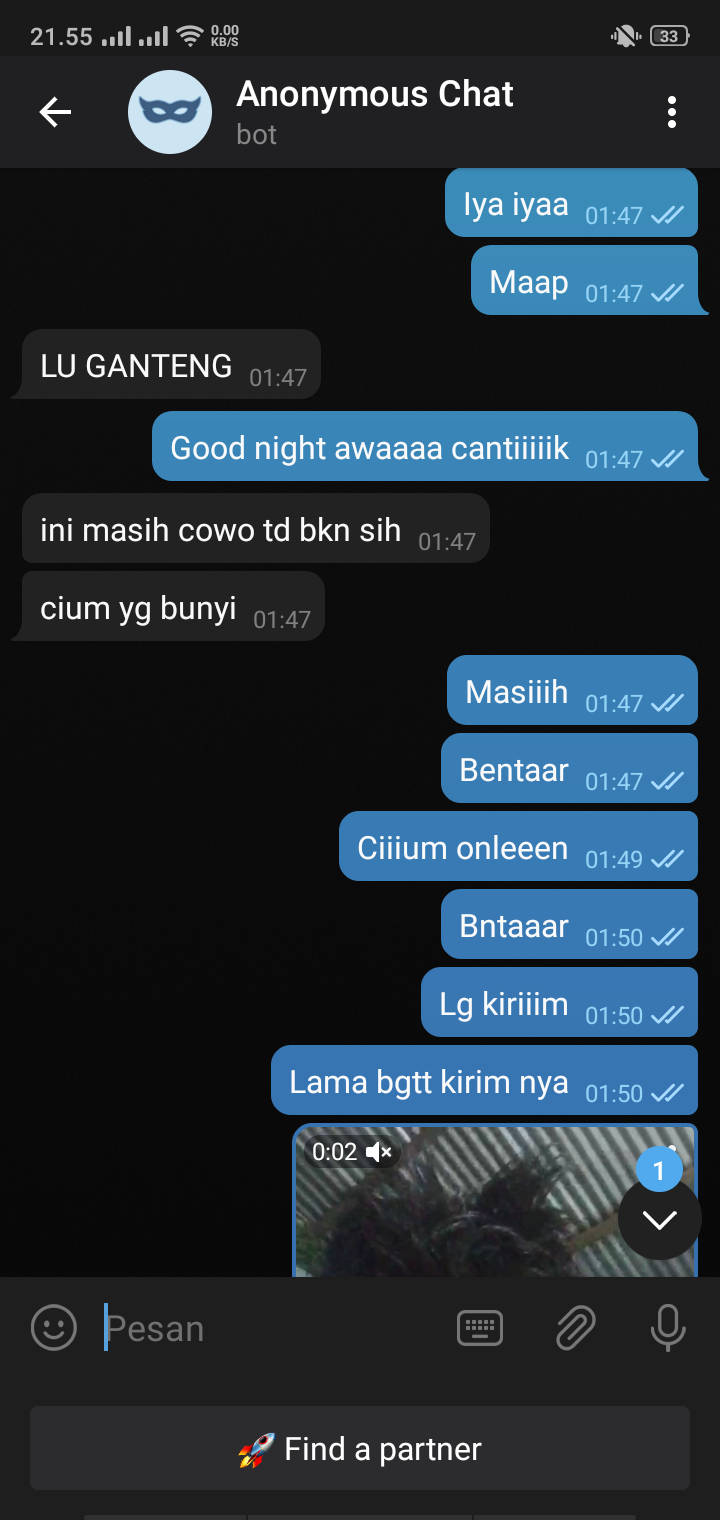 21.55
0.00
KB/S
33
Anonymous Chat
bot
Iya iyaa 01:47
Maap 01:47
LU GANTENG 01:47
Good night awaaaa cantiiiiik 01:47
ini masih cowo td bkn sih 01:47
cium yg bunyi 01:47
Masiiih 01:47
Bentaar 01:47
Ciiium onleeen 01:49
Bntaaar 01:50
Lg kiriiim 01:50
Lama bgtt kirim nya 01:50
0:02
1
Pesan
🚀 Find a partner